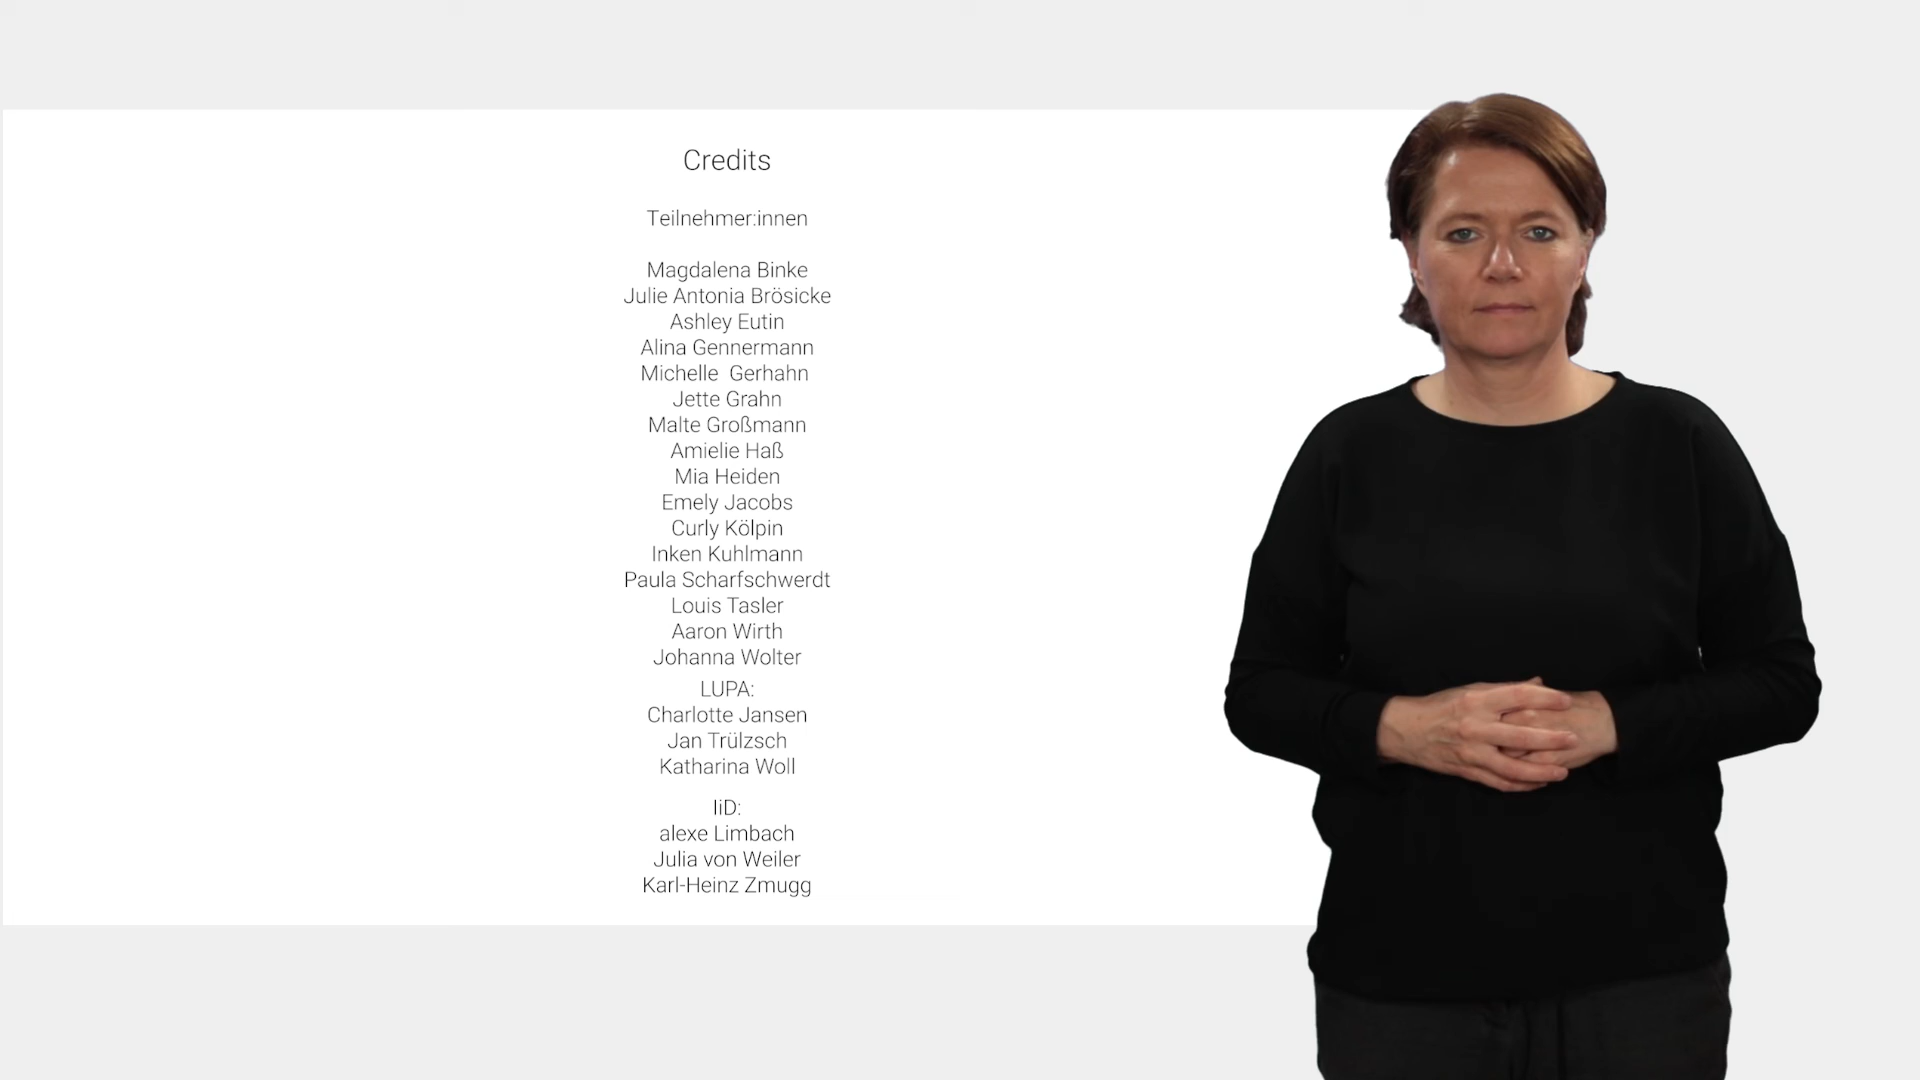 Credits
Teilnehmer:innen
Magdalena Binke
Julie Antonia Brösicke
Ashley Eutin
Alina Gennermann
Michelle  Gerhahn
Jette Grahn
Malte Großmann
Amielie Haß
Mia Heiden
Emely Jacobs
Curly Kölpin
Inken Kuhlmann
Paula Scharfschwerdt
Louis Tasler
Aaron Wirth
Johanna Wolter
LUPA:
Charlotte Jansen
Jan Trülzsch
Katharina Woll
IiD:
alexe Limbach
Julia von Weiler
Karl-Heinz Zmugg